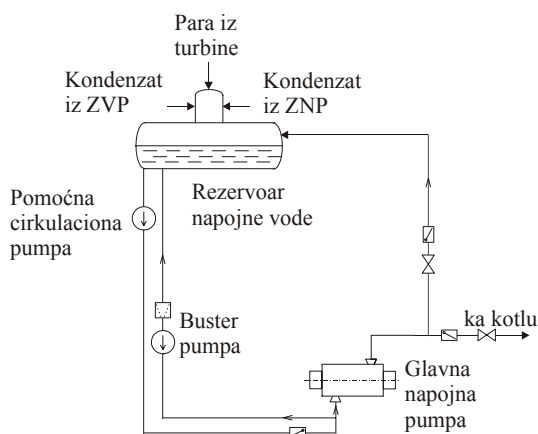 Para iz
turbine
Kondenzat
iz ZVP
Kondenzat
iz ZNP
Pomoćna
cirkulaciona
pumpa
Rezervoar
napojne vode
Buster
pumpa
ka kotlu
Glavna
napojna
pumpa